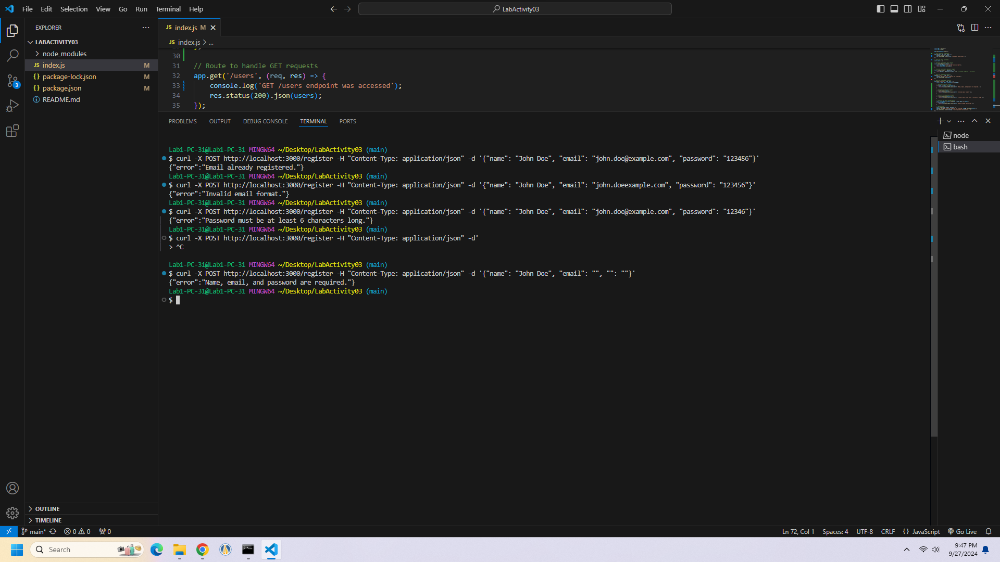 File Edit Selection View Go Run Terminal Help
LabActivity03
EXPLORER
LABACTIVITY03
node_modules
JS index.js M
{} package-lock.json M
{} package.json M
README.md
3
OUTLINE
TIMELINE
JS index.js M
JS index.js > ...
30
31 // Route to handle GET requests
32 app.get('/users', (req, res) => {
33 console.log('GET /users endpoint was accessed');
34 res.status(200).json(users);
35 });
PROBLEMS OUTPUT DEBUG CONSOLE TERMINAL PORTS
node
bash
Lab1-PC-31@Lab1-PC-31 MINGW64 ~/Desktop/LabActivity03 (main)
$ curl -X POST http://localhost:3000/register -H "Content-Type: application/json" -d '{"name": "John Doe", "email": "john.doe@example.com", "password": "123456"}'
{"error":"Email already registered."}
Lab1-PC-31@Lab1-PC-31 MINGW64 ~/Desktop/LabActivity03 (main)
$ curl -X POST http://localhost:3000/register -H "Content-Type: application/json" -d '{"name": "John Doe", "email": "john.doeexample.com", "password": "123456"}'
{"error":"Invalid email format."}
Lab1-PC-31@Lab1-PC-31 MINGW64 ~/Desktop/LabActivity03 (main)
$ curl -X POST http://localhost:3000/register -H "Content-Type: application/json" -d '{"name": "John Doe", "email": "john.doe@example.com", "password": "12346"}'
{"error":"Password must be at least 6 characters long."}
Lab1-PC-31@Lab1-PC-31 MINGW64 ~/Desktop/LabActivity03 (main)
$ curl -X POST http://localhost:3000/register -H "Content-Type: application/json" -d'
> ^C
Lab1-PC-31@Lab1-PC-31 MINGW64 ~/Desktop/LabActivity03 (main)
$ curl -X POST http://localhost:3000/register -H "Content-Type: application/json" -d '{"name": "John Doe", "email": "", "": ""}'
{"error":"Name, email, and password are required."}
Lab1-PC-31@Lab1-PC-31 MINGW64 ~/Desktop/LabActivity03 (main)
$
main* 0 0 0
Ln 72, Col 1 Spaces: 4 UTF-8 CRLF {} JavaScript Go Live
Search
9:47 PM
9/27/2024